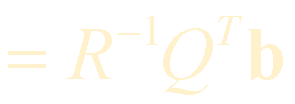 = R⁻¹Qᵀb